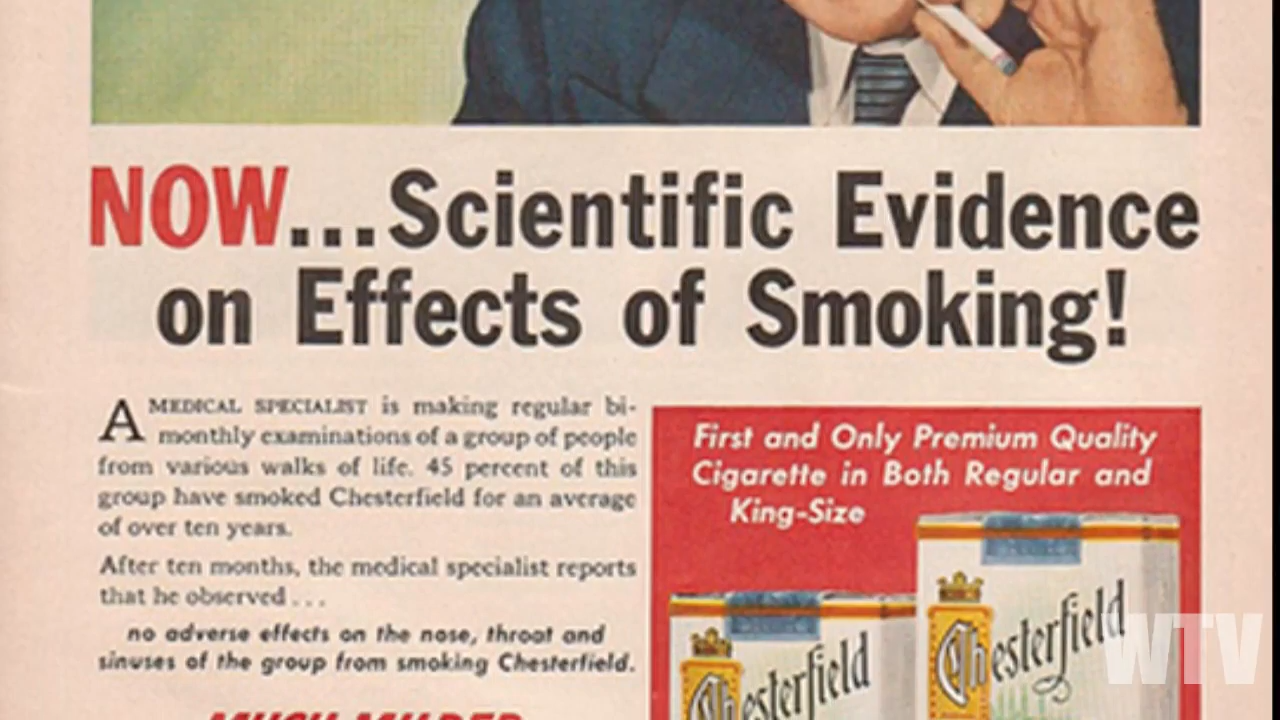 NOW...Scientific Evidence
on Effects of Smoking!
A MEDICAL SPECIALIST is making regular bi-
monthly examinations of a group of people
from various walks of life. 45 percent of this
group have smoked Chesterfield for an average
of over ten years.
After ten months, the medical specialist reports
that he observed . . .
no adverse effects on the nose, throat and
sinuses of the group from smoking Chesterfield.
MUCH MILDER
First and Only Premium Quality
Cigarette in Both Regular and
King-Size
Chesterfield
Chesterfield
WTV